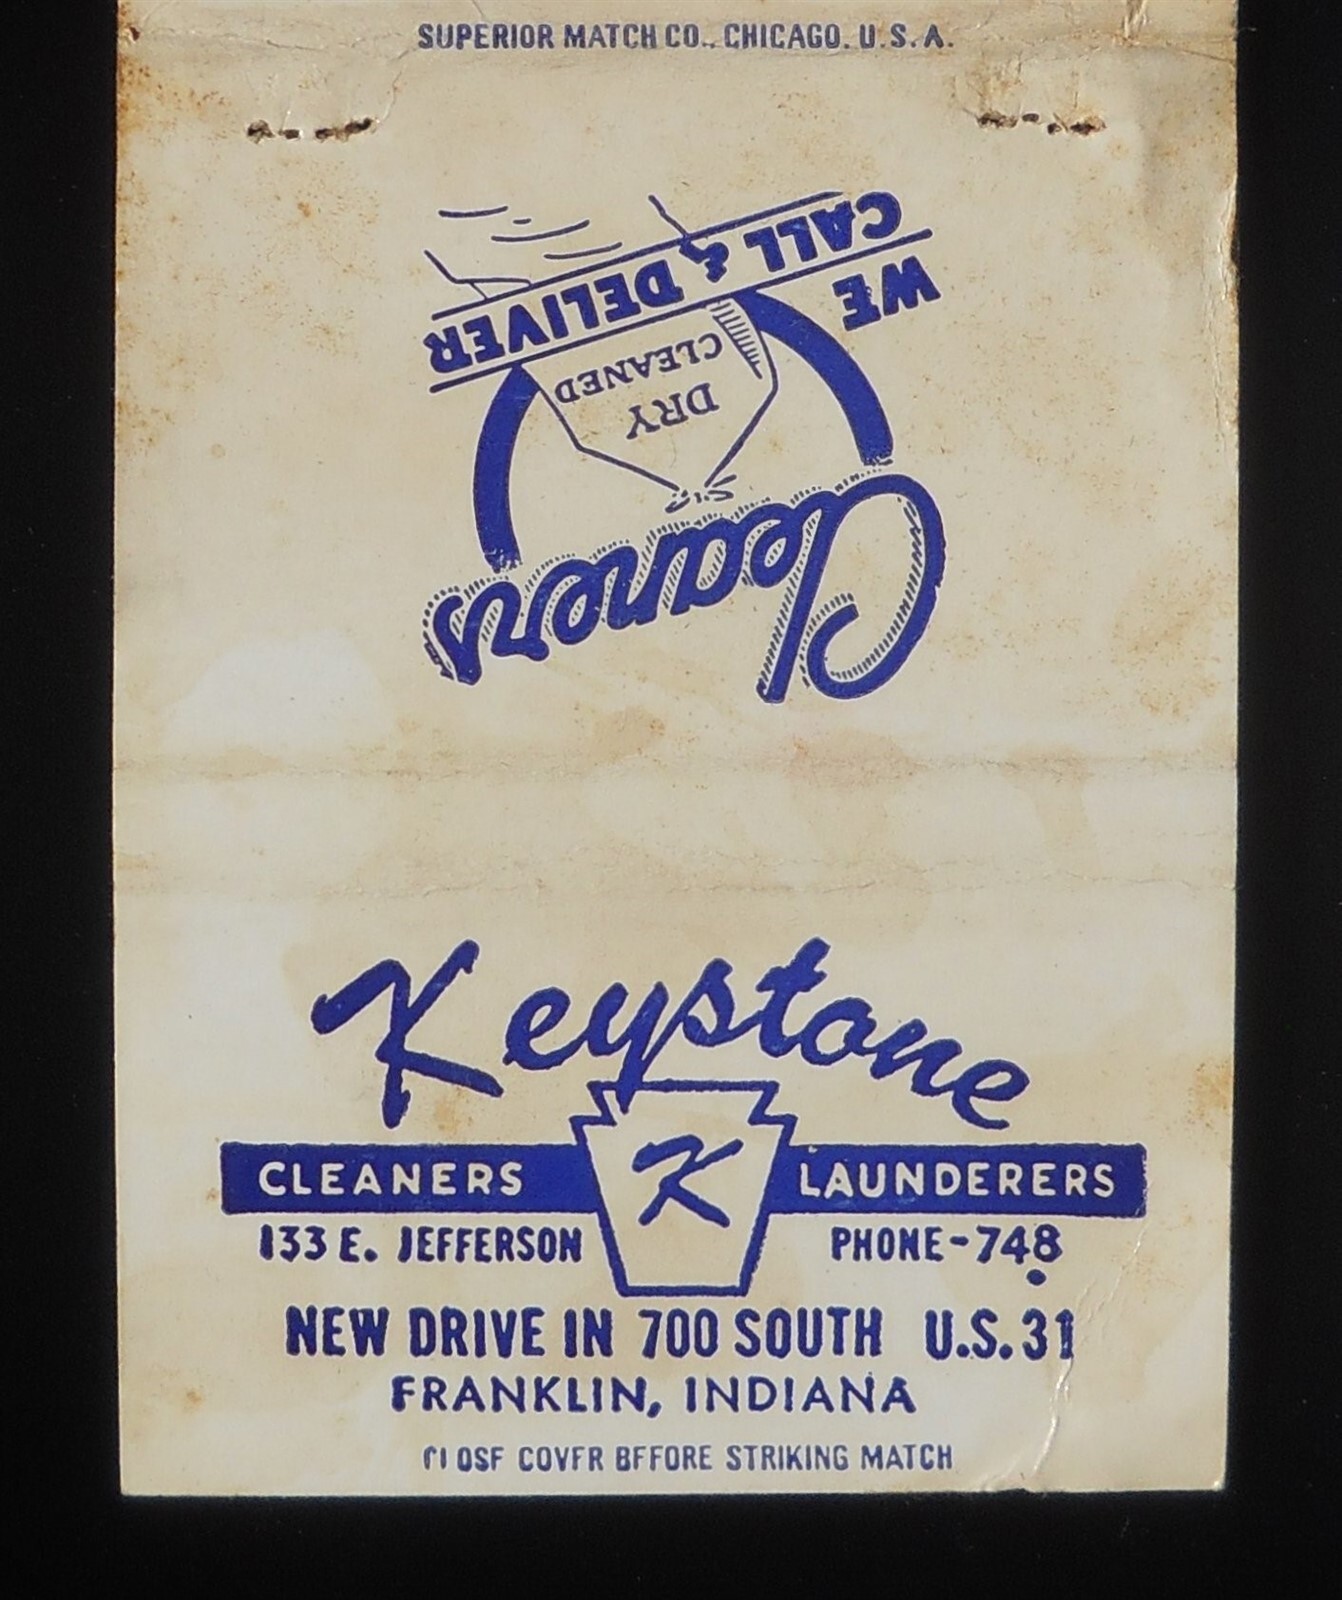 SUPERIOR MATCH CO., CHICAGO, U.S.A.
Cleaners
DRY
CLEANED
WE
CALL & DELIVER
Keystone
CLEANERS K LAUNDERERS
133 E. JEFFERSON PHONE-748
NEW DRIVE IN 700 SOUTH U.S.31
FRANKLIN, INDIANA
CLOSE COVER BEFORE STRIKING MATCH